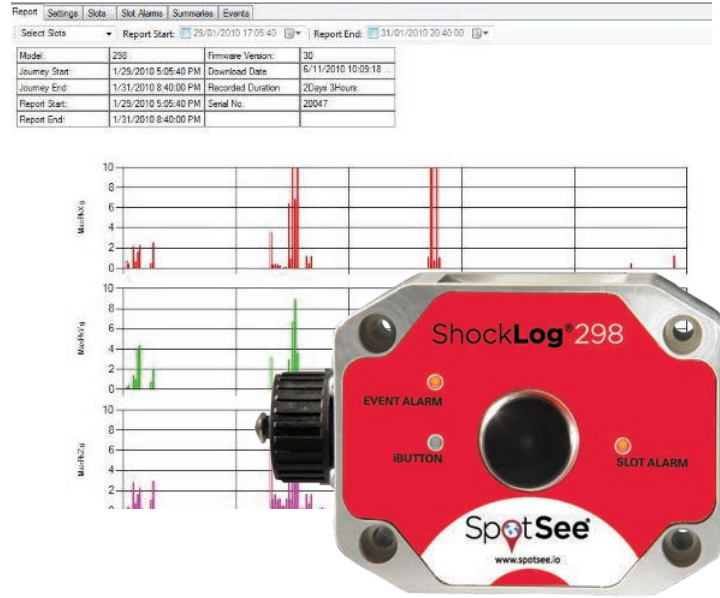 Report Settings Slots Slot Alarms Summaries Events
Select Slots Report Start: 29/01/2010 17:05:40 Report End: 31/01/2010 20:40:00
Model: 298 Firmware Version: 30
Journey Start: 1/29/2010 5:05:40 PM Download Date 6/11/2010 10:09:18 ...
Journey End: 1/31/2010 8:40:00 PM Recorded Duration 2Days 3Hours
Report Start: 1/29/2010 5:05:40 PM Serial No. 20047
Report End: 1/31/2010 8:40:00 PM
10
8
6
4
2
0
MaxPkX g
10
8
6
4
2
0
MaxPkY g
10
8
6
4
2
0
MaxPkZ g
ShockLog®298
EVENT ALARM
iBUTTON
SLOT ALARM
SpotSee®
www.spotsee.io